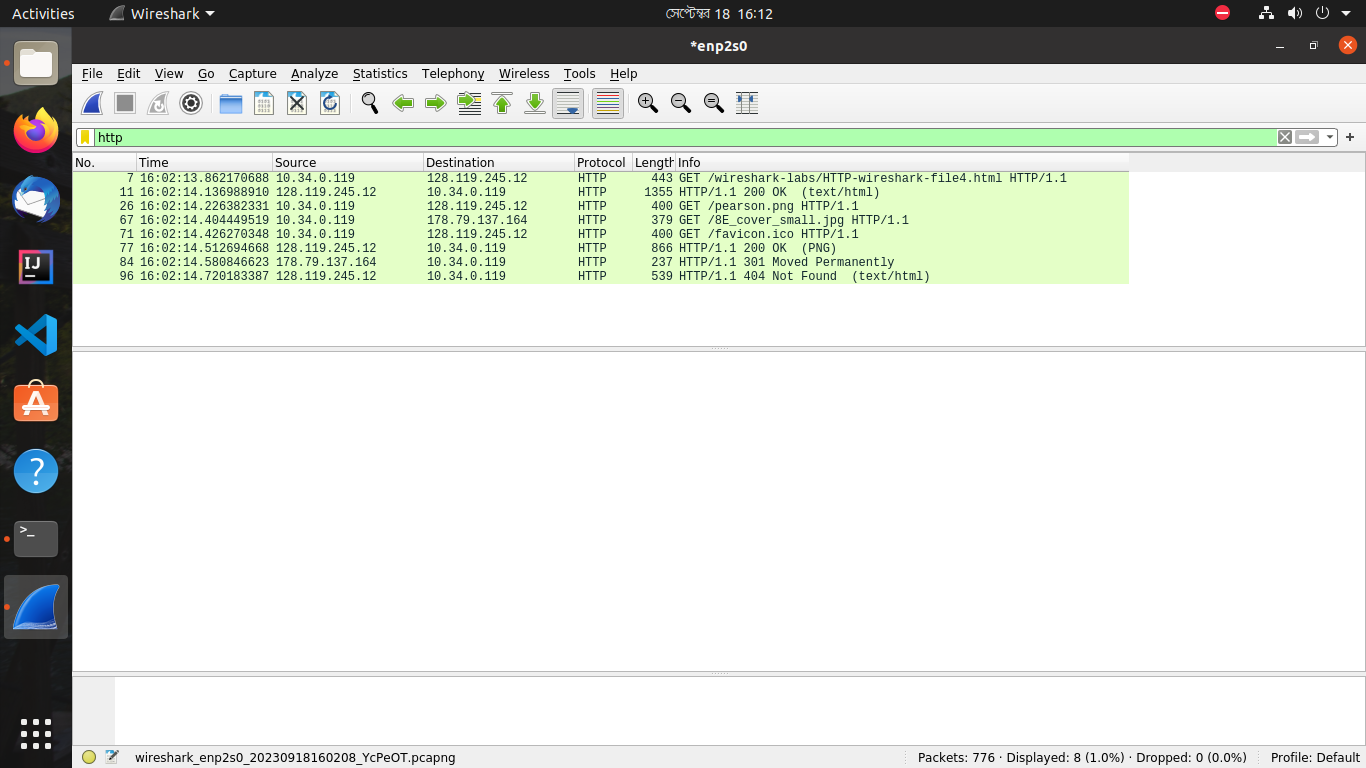 Activities Wireshark সেপ্টেম্বর 18 16:12
*enp2s0
File Edit View Go Capture Analyze Statistics Telephony Wireless Tools Help
http
No. Time Source Destination Protocol Length Info
7 16:02:13.862170688 10.34.0.119 128.119.245.12 HTTP 443 GET /wireshark-labs/HTTP-wireshark-file4.html HTTP/1.1
11 16:02:14.136988910 128.119.245.12 10.34.0.119 HTTP 1355 HTTP/1.1 200 OK (text/html)
26 16:02:14.226382331 10.34.0.119 128.119.245.12 HTTP 400 GET /pearson.png HTTP/1.1
67 16:02:14.404449519 10.34.0.119 178.79.137.164 HTTP 379 GET /8E_cover_small.jpg HTTP/1.1
71 16:02:14.426270348 10.34.0.119 128.119.245.12 HTTP 400 GET /favicon.ico HTTP/1.1
77 16:02:14.512694668 128.119.245.12 10.34.0.119 HTTP 866 HTTP/1.1 200 OK (PNG)
84 16:02:14.580846623 178.79.137.164 10.34.0.119 HTTP 237 HTTP/1.1 301 Moved Permanently
96 16:02:14.720183387 128.119.245.12 10.34.0.119 HTTP 539 HTTP/1.1 404 Not Found (text/html)
wireshark_enp2s0_20230918160208_YcPeOT.pcapng Packets: 776 · Displayed: 8 (1.0%) · Dropped: 0 (0.0%) Profile: Default